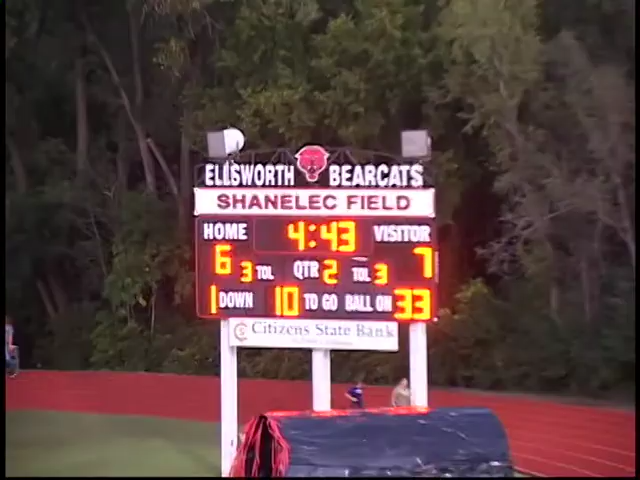 ELLSWORTH BEARCATS
SHANELEC FIELD
HOME 4:43 VISITOR
6 3 TOL QTR 2 TOL 3 7
1 DOWN 10 TO GO BALL ON 33
Citizens State Bank